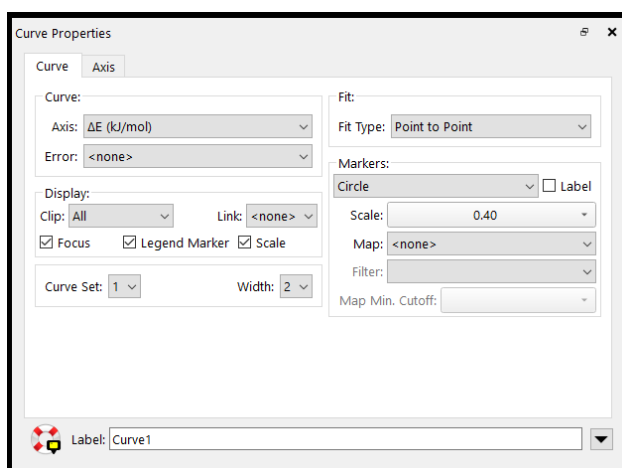 Curve Properties
Curve Axis
Curve:
Axis: ΔE (kJ/mol)
Error: <none>
Display:
Clip: All Link: <none>
Focus Legend Marker Scale
Curve Set: 1 Width: 2
Fit:
Fit Type: Point to Point
Markers:
Circle Label
Scale: 0.40
Map: <none>
Filter:
Map Min. Cutoff:
Label: Curve1